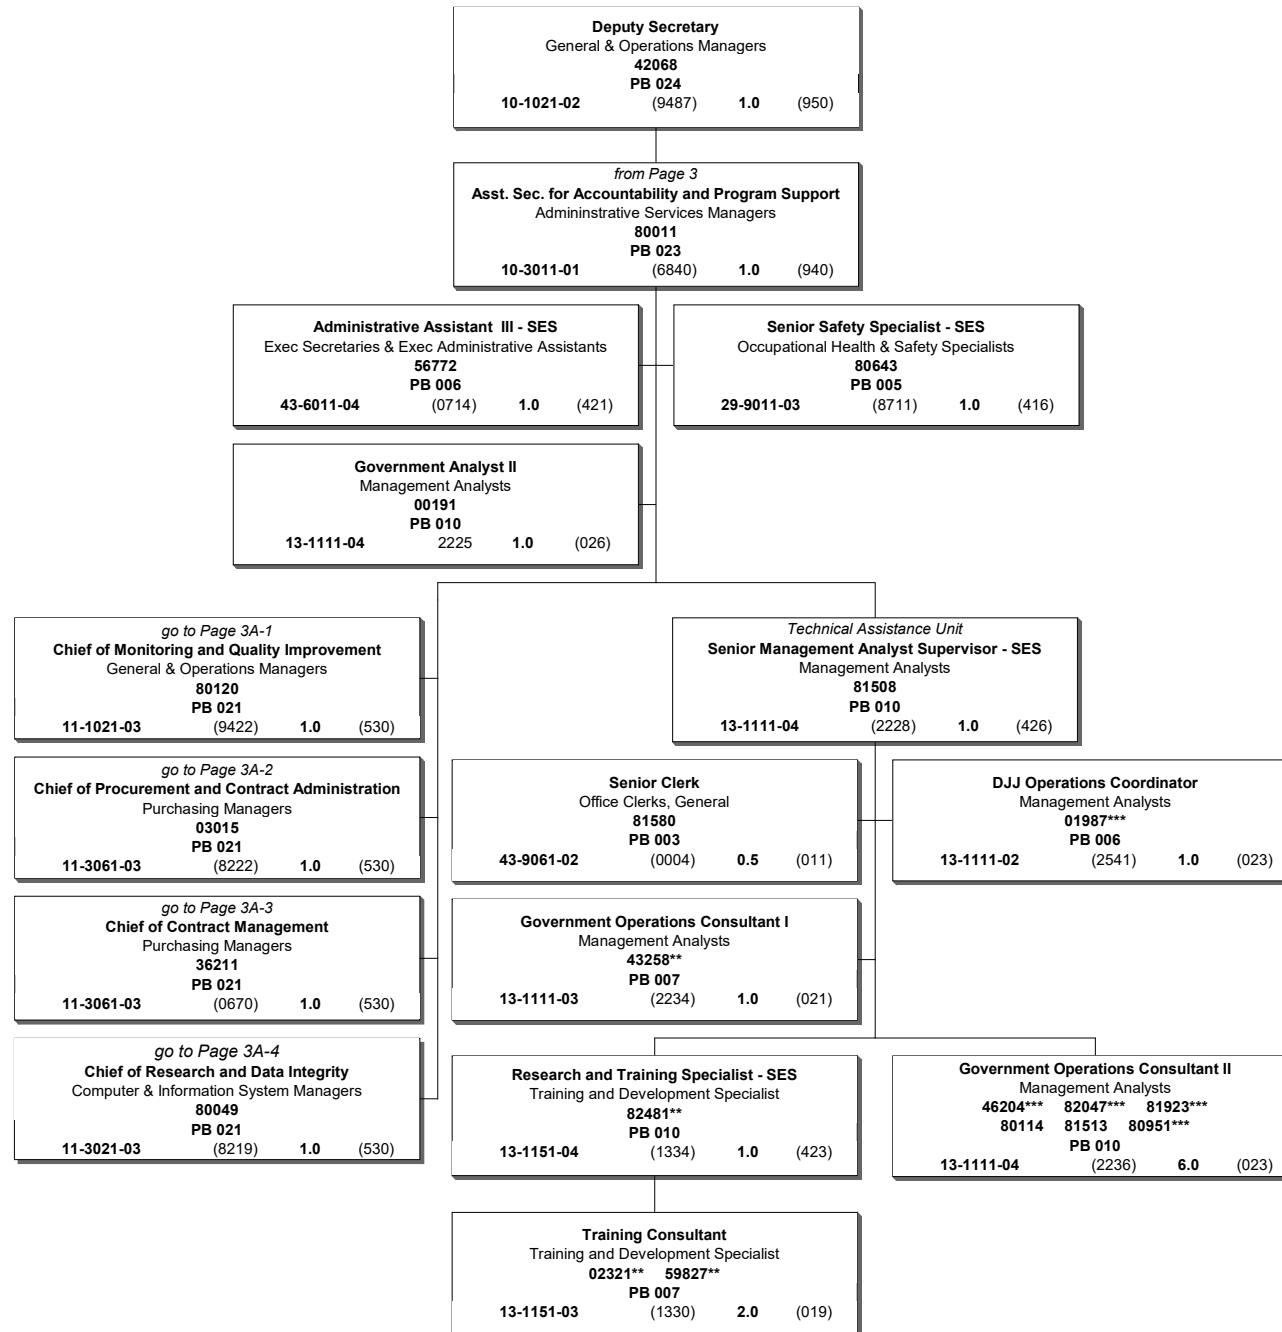 Deputy Secretary
General & Operations Managers
42068
PB 024
10-1021-02 (9487) 1.0 (950)
from Page 3
Asst. Sec. for Accountability and Program Support
Admininstrative Services Managers
80011
PB 023
10-3011-01 (6840) 1.0 (940)
Administrative Assistant III - SES
Exec Secretaries & Exec Administrative Assistants
56772
PB 006
43-6011-04 (0714) 1.0 (421)
Senior Safety Specialist - SES
Occupational Health & Safety Specialists
80643
PB 005
29-9011-03 (8711) 1.0 (416)
Government Analyst II
Management Analysts
00191
PB 010
13-1111-04 2225 1.0 (026)
go to Page 3A-1
Chief of Monitoring and Quality Improvement
General & Operations Managers
80120
PB 021
11-1021-03 (9422) 1.0 (530)
go to Page 3A-2
Chief of Procurement and Contract Administration
Purchasing Managers
03015
PB 021
11-3061-03 (8222) 1.0 (530)
go to Page 3A-3
Chief of Contract Management
Purchasing Managers
36211
PB 021
11-3061-03 (0670) 1.0 (530)
go to Page 3A-4
Chief of Research and Data Integrity
Computer & Information System Managers
80049
PB 021
11-3021-03 (8219) 1.0 (530)
Technical Assistance Unit
Senior Management Analyst Supervisor - SES
Management Analysts
81508
PB 010
13-1111-04 (2228) 1.0 (426)
Senior Clerk
Office Clerks, General
81580
PB 003
43-9061-02 (0004) 0.5 (011)
DJJ Operations Coordinator
Management Analysts
01987***
PB 006
13-1111-02 (2541) 1.0 (023)
Government Operations Consultant I
Management Analysts
43258**
PB 007
13-1111-03 (2234) 1.0 (021)
Research and Training Specialist - SES
Training and Development Specialist
82481**
PB 010
13-1151-04 (1334) 1.0 (423)
Government Operations Consultant II
Management Analysts
46204*** 82047*** 81923***
80114 81513 80951***
PB 010
13-1111-04 (2236) 6.0 (023)
Training Consultant
Training and Development Specialist
02321** 59827**
PB 007
13-1151-03 (1330) 2.0 (019)